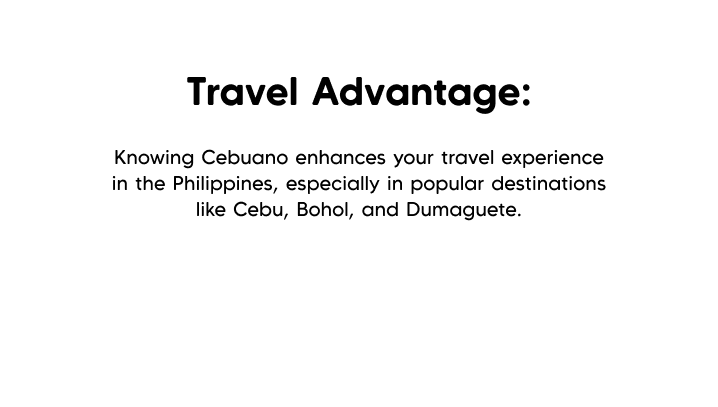 Travel Advantage:
Knowing Cebuano enhances your travel experience
in the Philippines, especially in popular destinations
like Cebu, Bohol, and Dumaguete.